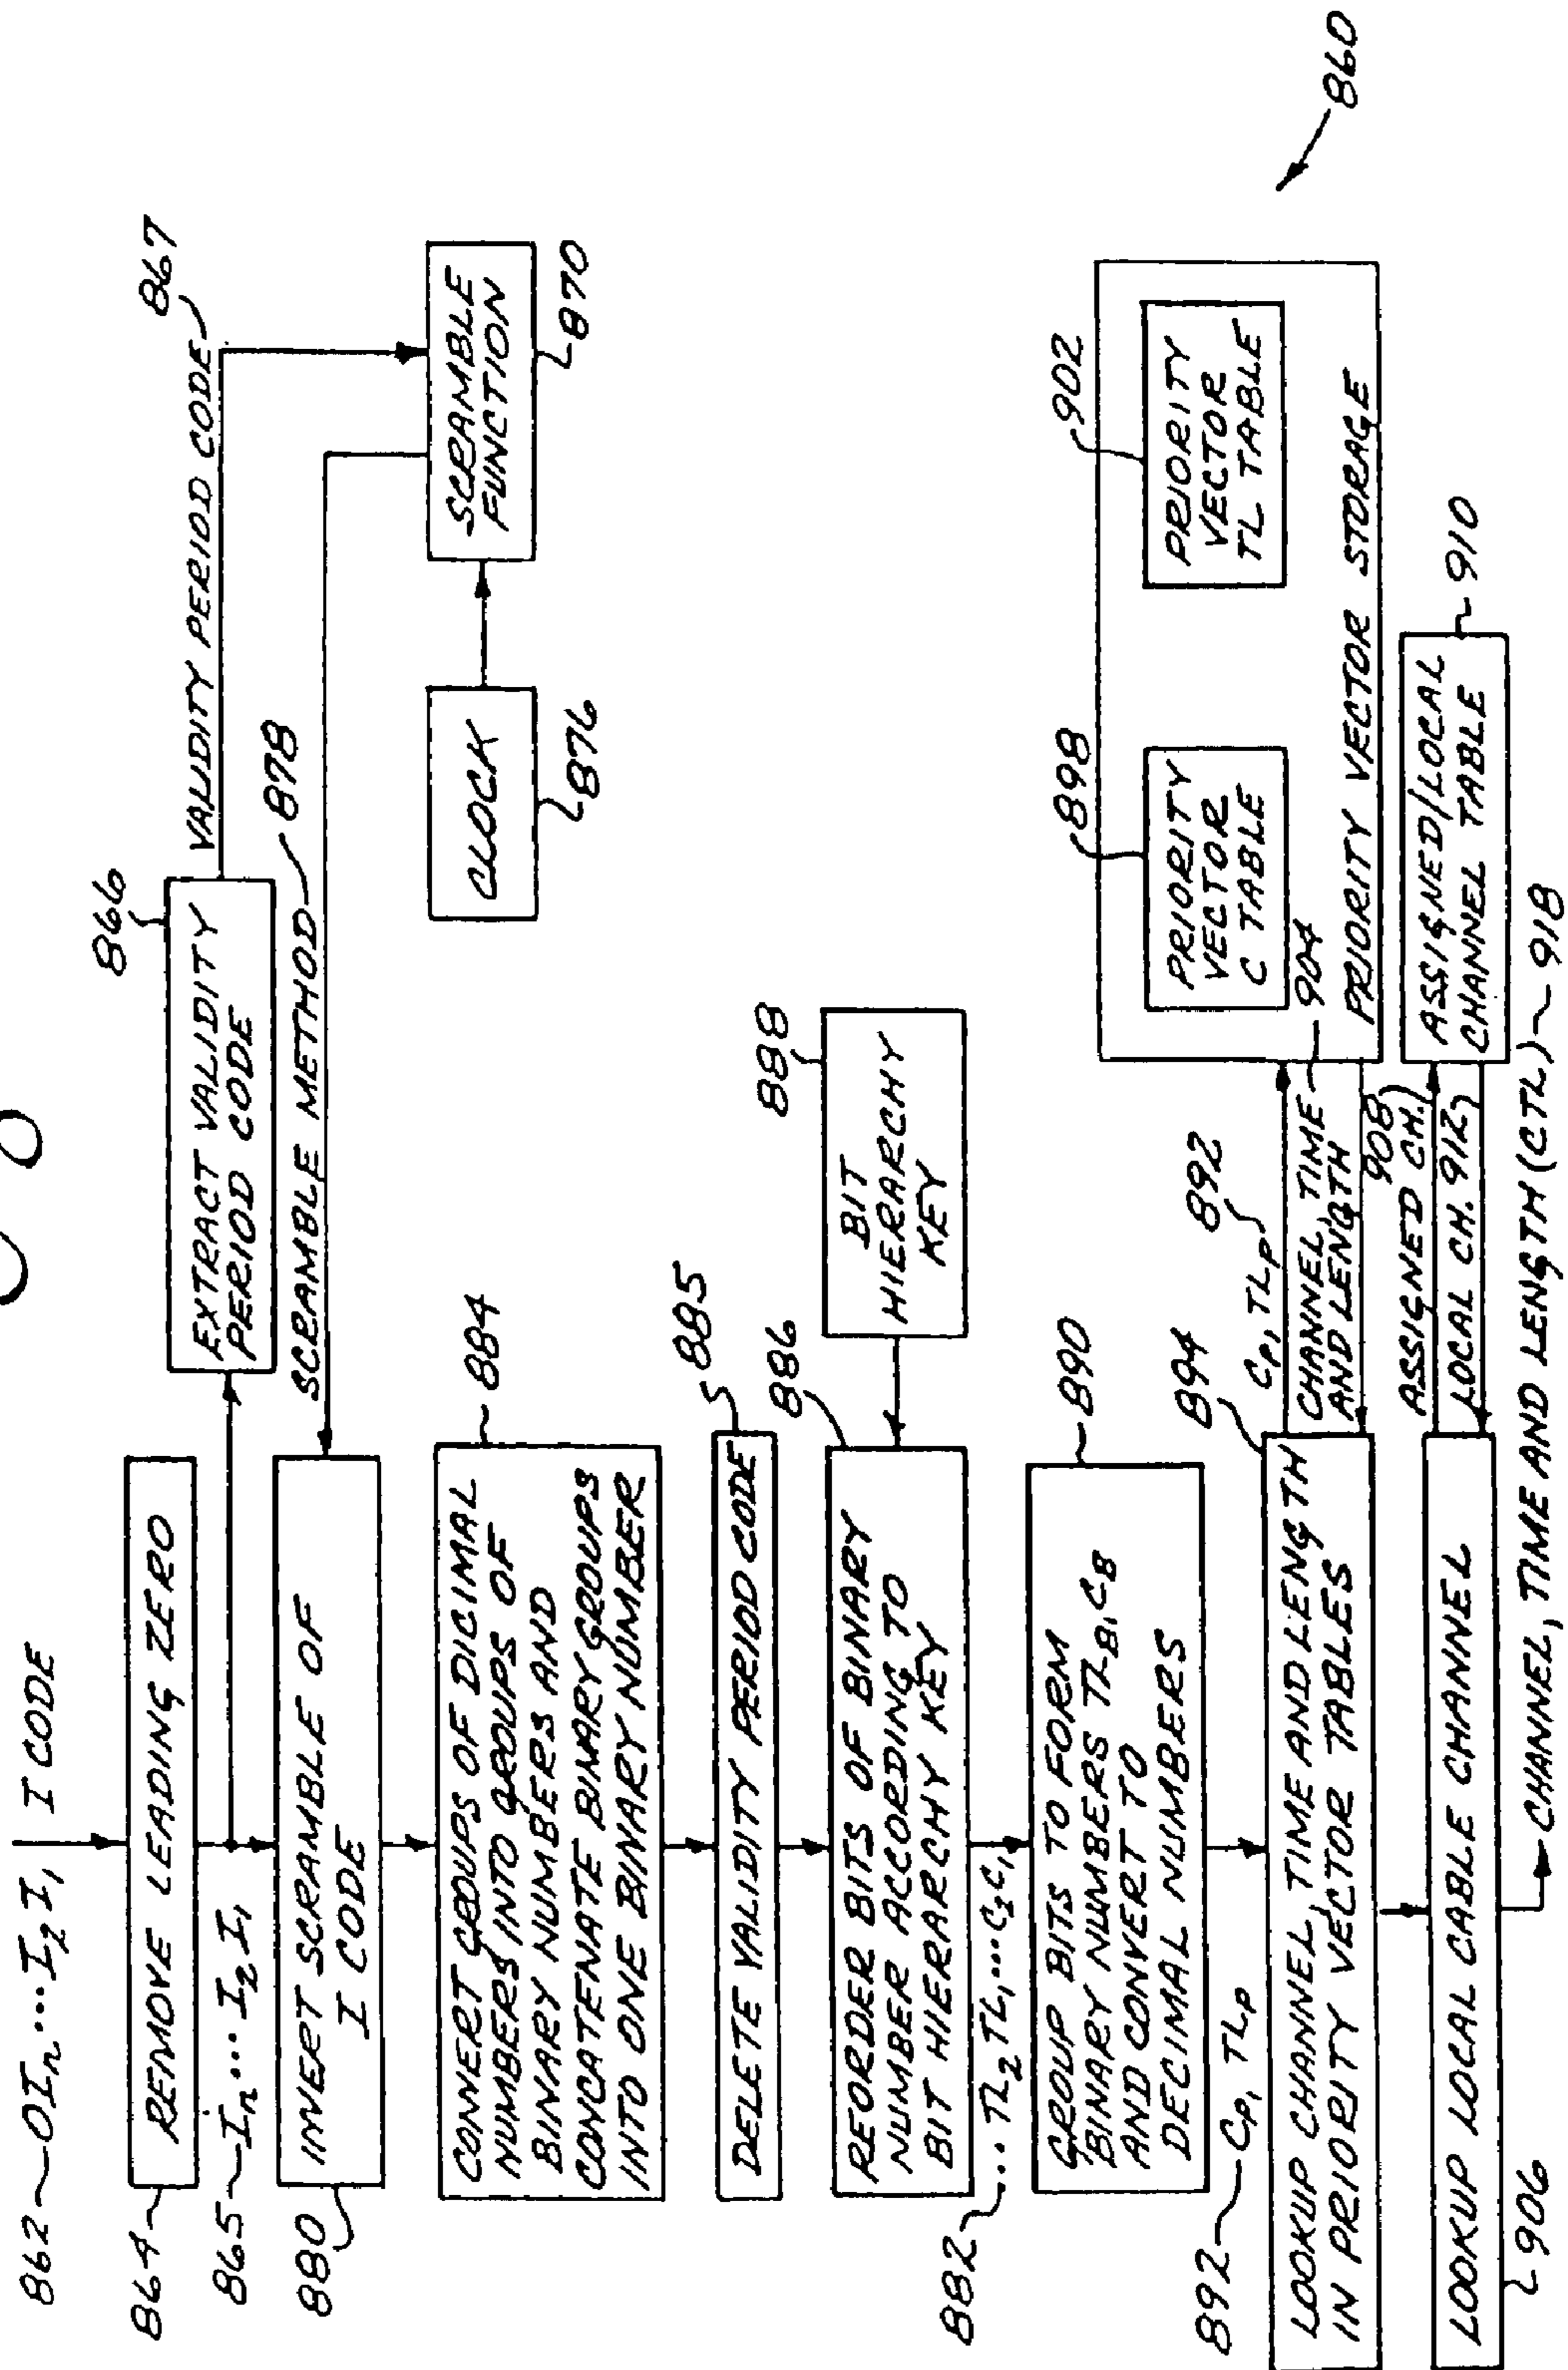 862 0Iₙ...I₂I₁ I CODE
864
REMOVE LEADING ZERO
865 Iₙ...I₂I₁
866
EXTRACT VALIDITY
PERIOD CODE
VALIDITY PERIOD CODE 867
SCRAMBLE METHOD 878
880
INVERT SCRAMBLE OF
I CODE
CLOCK
876
SCRAMBLE
FUNCTION
870
884
CONVERT GROUPS OF DICIMAL
NUMBERS INTO GROUPS OF
BINARY NUMBERS AND
CONCATENATE BINARY GROUPS
INTO ONE BINARY NUMBER
885
DELETE VALIDITY PERIOD CODE
886
REORDER BITS OF BINARY
NUMBER ACCORDING TO
BIT HIERARCHY KEY
888
BIT
HIERARCHY
KEY
882 ...TL₂TL₁...C₂C₁
890
GROUP BITS TO FORM
BINARY NUMBERS TL_B, C_B
AND CONVERT TO
DECIMAL NUMBERS
892 C_P, TL_P
894
LOOKUP CHANNEL, TIME AND LENGTH
IN PRIORITY VECTOR TABLES
C_P, TL_P 892
CHANNEL, TIME
AND LENGTH
904
898
PRIORITY
VECTOR
C TABLE
902
PRIORITY
VECTOR
TL TABLE
PRIORITY VECTOR STORAGE
860
908
ASSIGNED CH.
LOCAL CH. 912
ASSIGNED/LOCAL
CHANNEL TABLE
910
LOOKUP LOCAL CABLE CHANNEL
906
CHANNEL, TIME AND LENGTH (CTL) 918